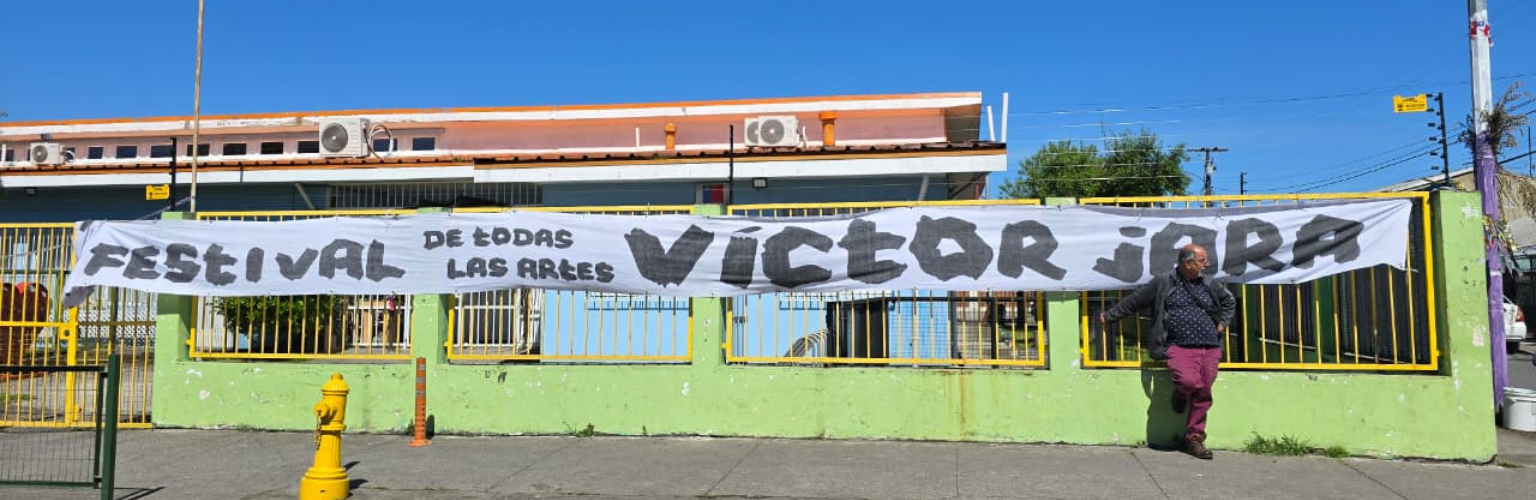 FESTIVAL
DE tODAS
LAS ARtES
VÍCtOR jARA